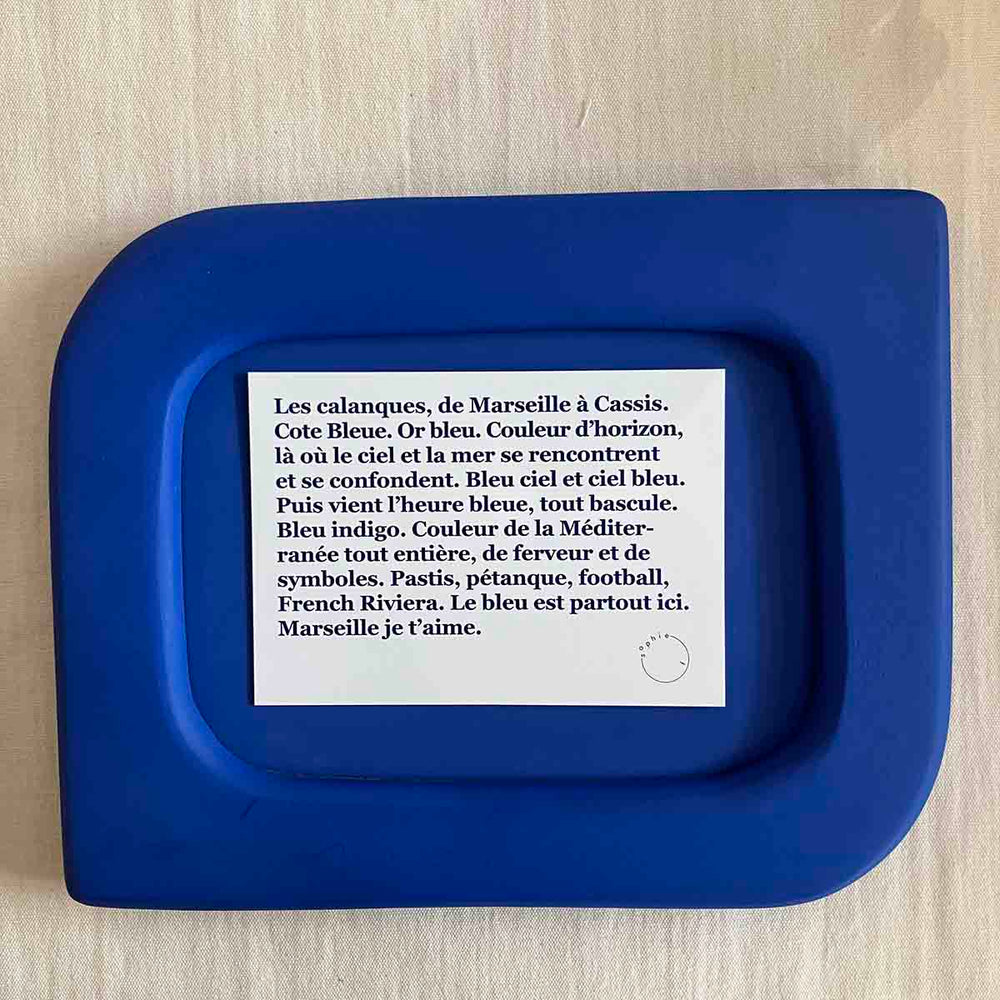 Les calanques, de Marseille à Cassis.
Cote Bleue. Or bleu. Couleur d’horizon,
là où le ciel et la mer se rencontrent
et se confondent. Bleu ciel et ciel bleu.
Puis vient l’heure bleue, tout bascule.
Bleu indigo. Couleur de la Méditer-
ranée tout entière, de ferveur et de
symboles. Pastis, pétanque, football,
French Riviera. Le bleu est partout ici.
Marseille je t’aime.
sophie